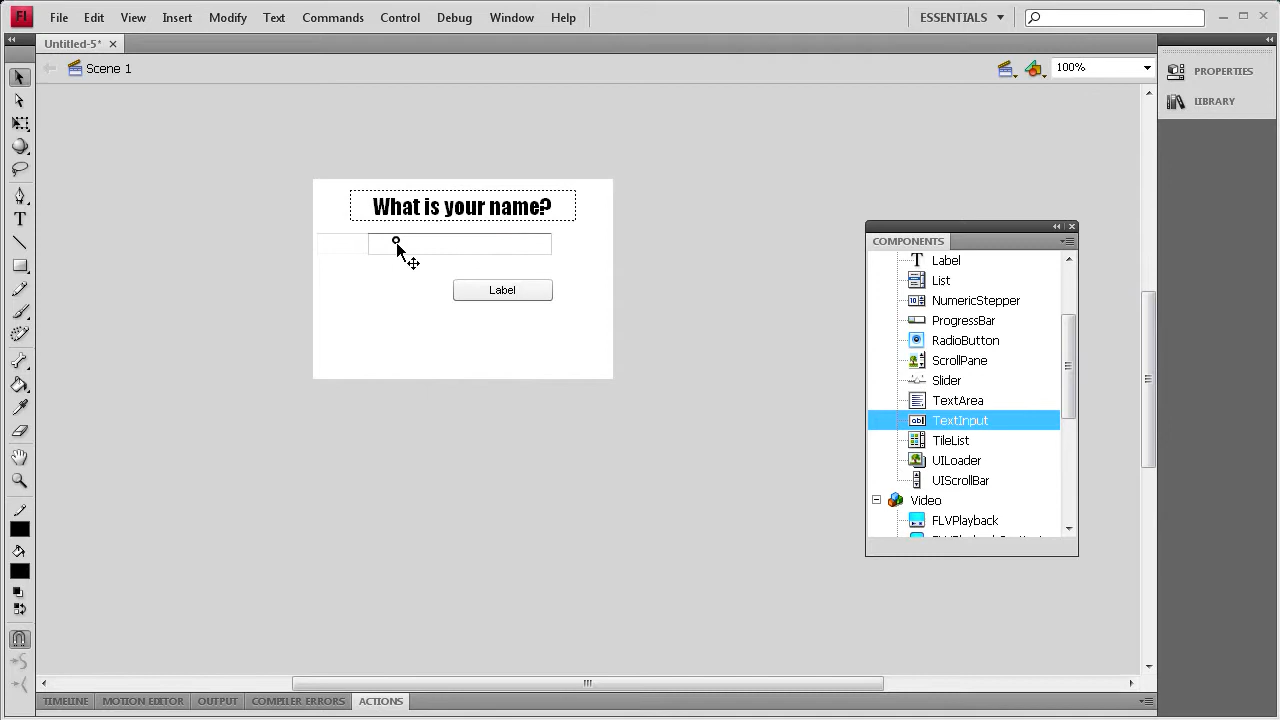 Fl File Edit View Insert Modify Text Commands Control Debug Window Help ESSENTIALS
Untitled-5*
Scene 1 100%
PROPERTIES
LIBRARY
What is your name?
Label
COMPONENTS
Label
List
NumericStepper
ProgressBar
RadioButton
ScrollPane
Slider
TextArea
TextInput
TileList
UILoader
UIScrollBar
Video
FLVPlayback
TIMELINE MOTION EDITOR OUTPUT COMPILER ERRORS ACTIONS